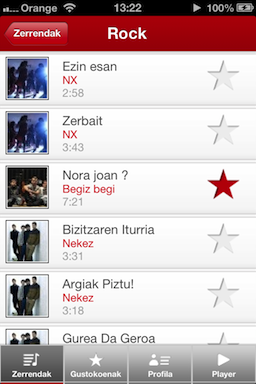 Orange 13:22 100%
Zerrendak Rock
Ezin esan
NX
2:58
Zerbait
NX
3:43
Nora joan ?
Begiz begi
7:21
Bizitzaren Iturria
Nekez
3:31
Argiak Piztu!
Nekez
3:18
Gurea Da Geroa
Zerrendak Gustokoenak Profila Player